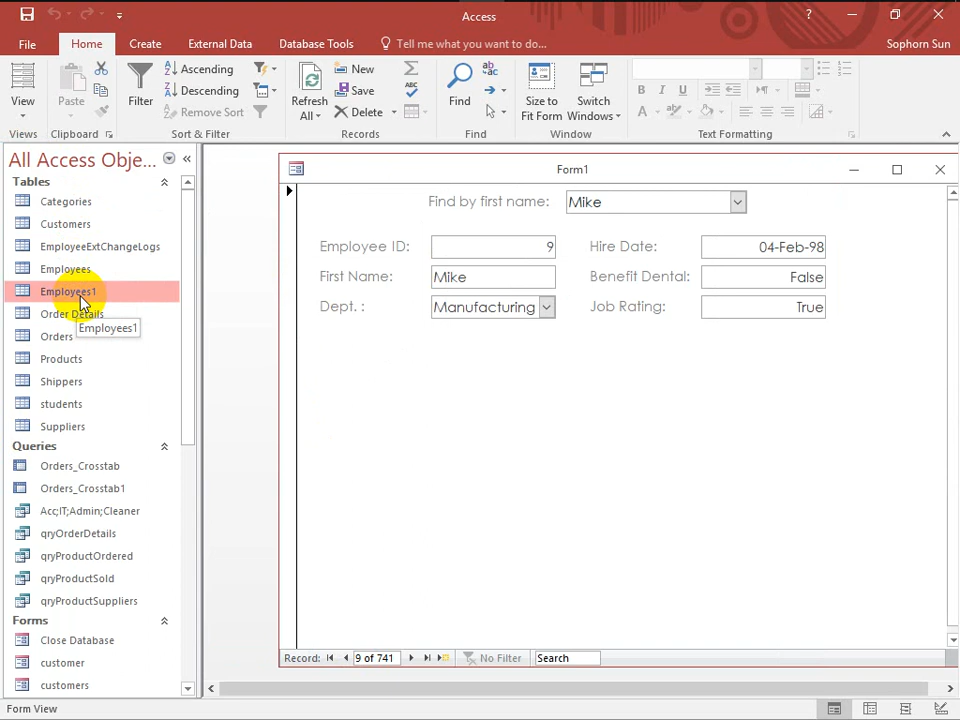 Access
?
File
Home
Create
External Data
Database Tools
Tell me what you want to do...
Sophorn Sun
View
Views
Paste
Clipboard
Filter
Ascending
Descending
Remove Sort
Sort & Filter
Refresh
All
New
Save
Delete
Records
Find
Find
Size to
Fit Form
Switch
Windows
Window
B I U
A
Text Formatting
All Access Obje...
Tables
Categories
Customers
EmployeeExtChangeLogs
Employees
Employees1
Order Details
Employees1
Orders
Products
Shippers
students
Suppliers
Queries
Orders_Crosstab
Orders_Crosstab1
Acc;IT;Admin;Cleaner
qryOrderDetails
qryProductOrdered
qryProductSold
qryProductSuppliers
Forms
Close Database
customer
customers
Form1
Find by first name: Mike
Employee ID: 9
Hire Date: 04-Feb-98
First Name: Mike
Benefit Dental: False
Dept. : Manufacturing
Job Rating: True
Record: 9 of 741 No Filter Search
Form View